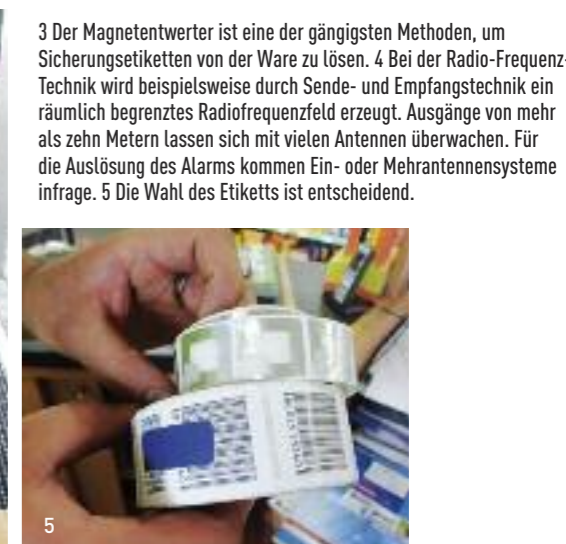 3 Der Magnetentwerter ist eine der gängigsten Methoden, um
Sicherungsetiketten von der Ware zu lösen. 4 Bei der Radio-Frequenz-
Technik wird beispielsweise durch Sende- und Empfangstechnik ein
räumlich begrenztes Radiofrequenzfeld erzeugt. Ausgänge von mehr
als zehn Metern lassen sich mit vielen Antennen überwachen. Für
die Auslösung des Alarms kommen Ein- oder Mehrantennensysteme
infrage. 5 Die Wahl des Etiketts ist entscheidend.
5